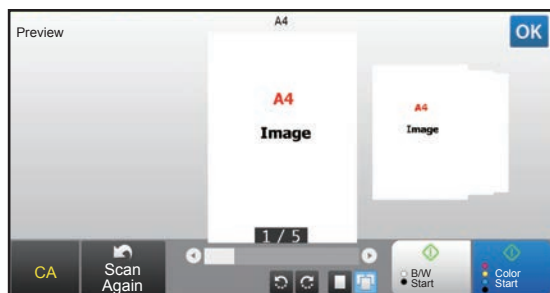 A4
Preview
OK
A4
Image
A4
Image
1 / 5
CA
Scan
Again
B/W
Start
Color
Start